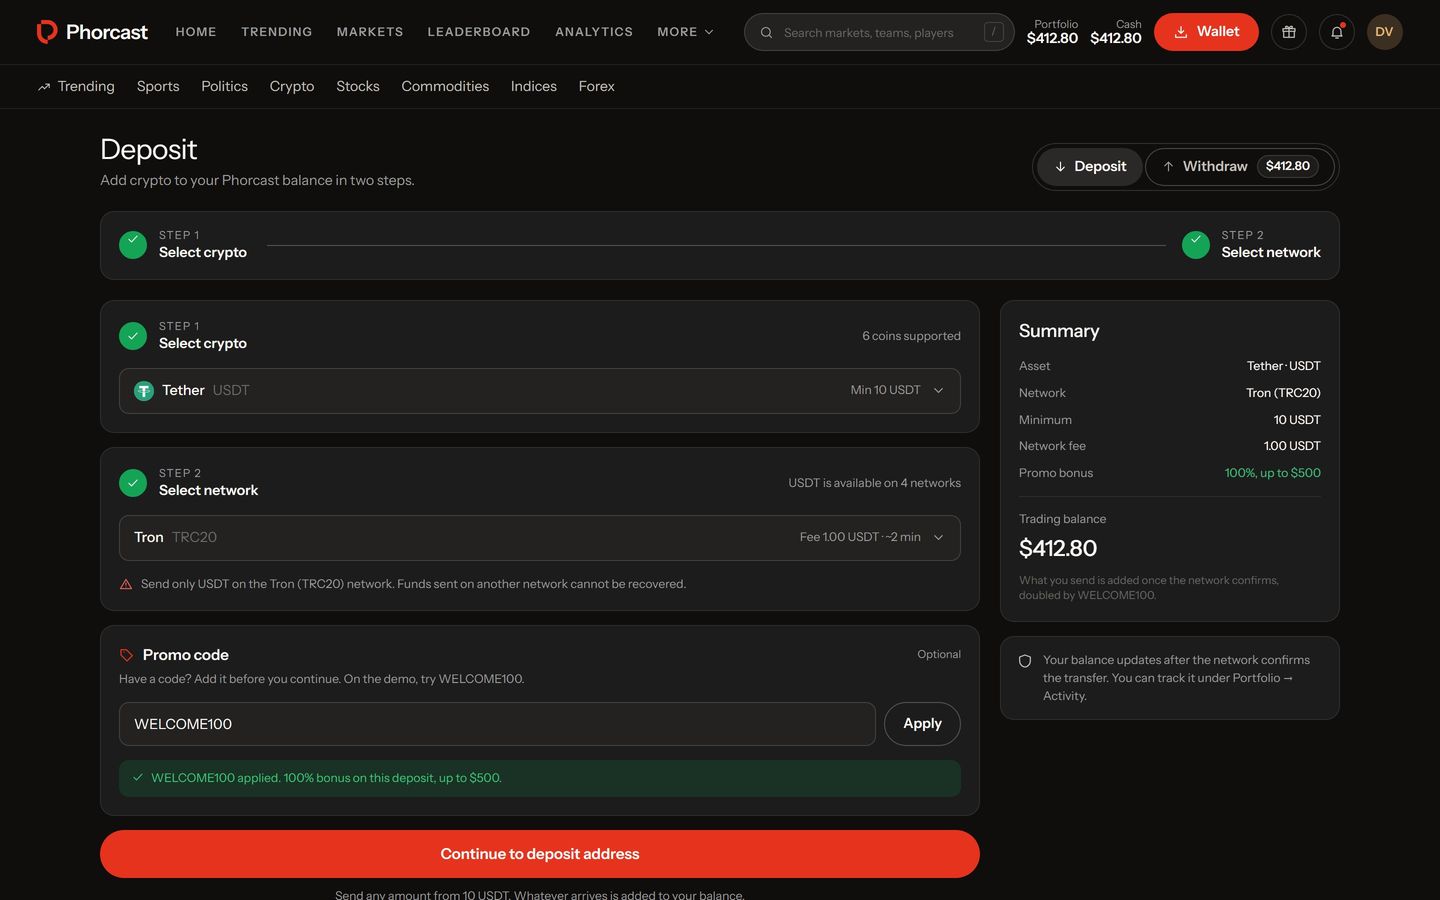 Phorcast
HOME
TRENDING
MARKETS
LEADERBOARD
ANALYTICS
MORE
Search markets, teams, players
/
Portfolio
$412.80
Cash
$412.80
Wallet
DV
Trending
Sports
Politics
Crypto
Stocks
Commodities
Indices
Forex
Deposit
Add crypto to your Phorcast balance in two steps.
Deposit
Withdraw
$412.80
STEP 1
Select crypto
STEP 2
Select network
STEP 1
Select crypto
6 coins supported
Tether USDT
Min 10 USDT
STEP 2
Select network
USDT is available on 4 networks
Tron TRC20
Fee 1.00 USDT · ~2 min
Send only USDT on the Tron (TRC20) network. Funds sent on another network cannot be recovered.
Promo code
Optional
Have a code? Add it before you continue. On the demo, try WELCOME100.
WELCOME100
Apply
WELCOME100 applied. 100% bonus on this deposit, up to $500.
Continue to deposit address
Send any amount from 10 USDT. Whatever arrives is added to your balance.
Summary
Asset
Tether · USDT
Network
Tron (TRC20)
Minimum
10 USDT
Network fee
1.00 USDT
Promo bonus
100%, up to $500
Trading balance
$412.80
What you send is added once the network confirms,
doubled by WELCOME100.
Your balance updates after the network confirms
the transfer. You can track it under Portfolio →
Activity.